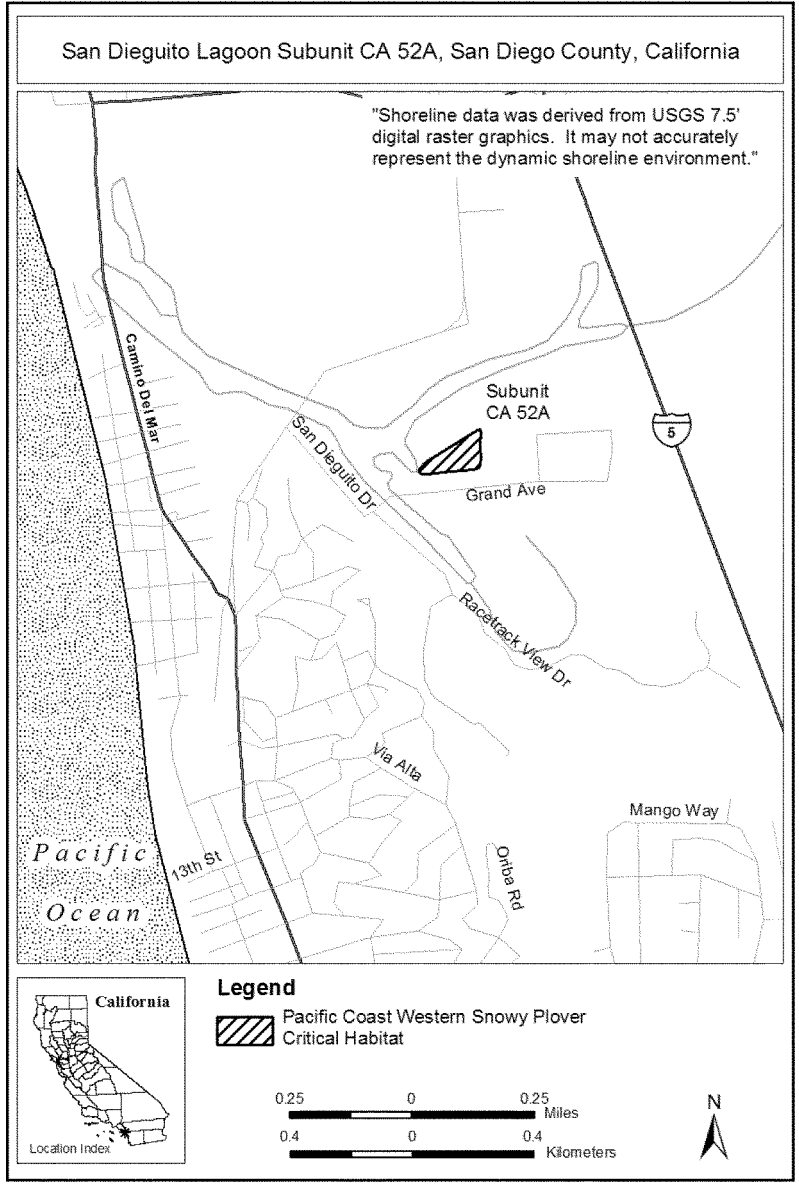 San Dieguito Lagoon Subunit CA 52A, San Diego County, California
"Shoreline data was derived from USGS 7.5'
digital raster graphics. It may not accurately
represent the dynamic shoreline environment."
Camino Del Mar
Subunit
CA 52A
5
San Dieguito Dr
Grand Ave
Racetrack View Dr
Via Alta
Mango Way
Pacific
Ocean
13th St
Oriba Rd
California
Location Index
Legend
Pacific Coast Western Snowy Plover
Critical Habitat
0.25 0 0.25
Miles
0.4 0 0.4
Kilometers
N